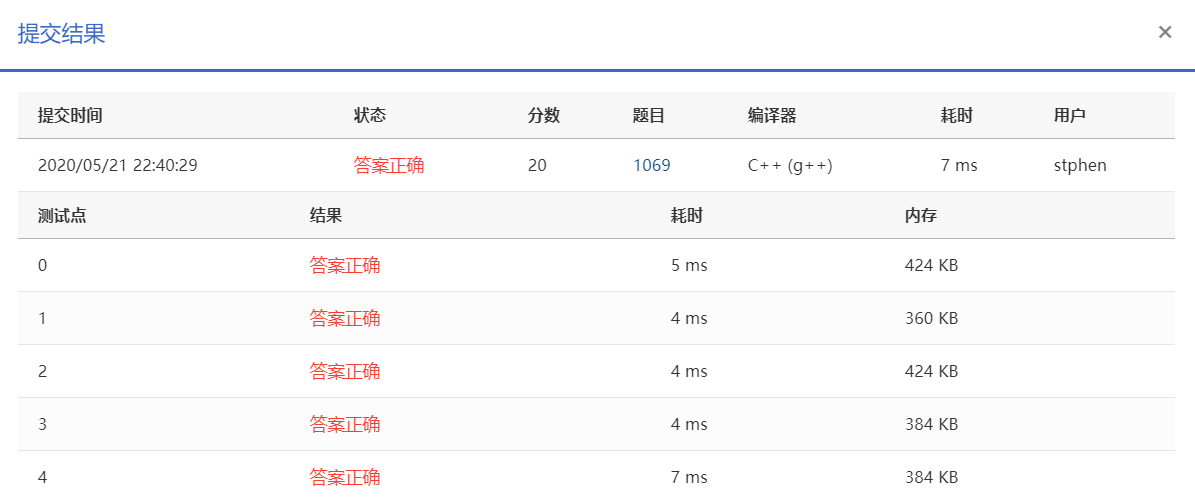 提交结果 ×
提交时间 状态 分数 题目 编译器 耗时 用户
2020/05/21 22:40:29 答案正确 20 1069 C++ (g++) 7 ms stphen
测试点 结果 耗时 内存
0 答案正确 5 ms 424 KB
1 答案正确 4 ms 360 KB
2 答案正确 4 ms 424 KB
3 答案正确 4 ms 384 KB
4 答案正确 7 ms 384 KB